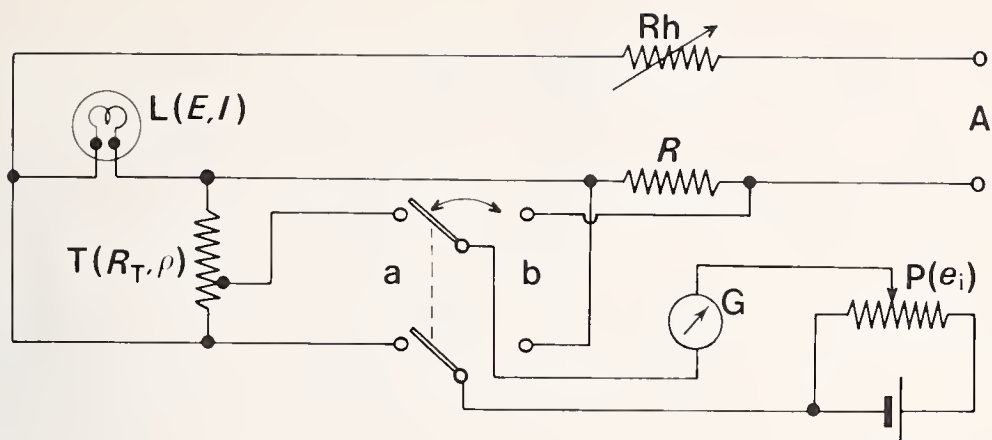 Rh
L(E,I)
A
R
T(R_T, ρ)
a
b
G
P(e_i)